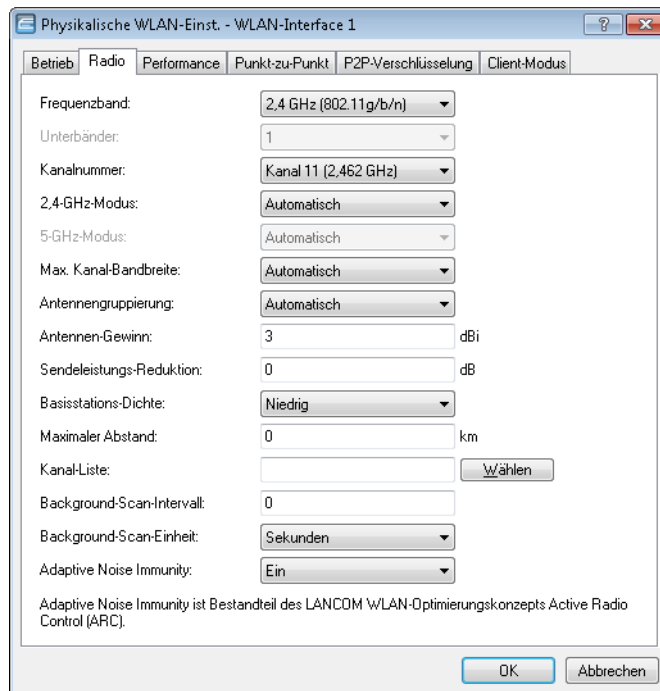 Physikalische WLAN-Einst. - WLAN-Interface 1
Betrieb Radio Performance Punkt-zu-Punkt P2P-Verschlüsselung Client-Modus
Frequenzband: 2,4 GHz (802.11g/b/n)
Unterbänder: 1
Kanalnummer: Kanal 11 (2,462 GHz)
2,4-GHz-Modus: Automatisch
5-GHz-Modus: Automatisch
Max. Kanal-Bandbreite: Automatisch
Antennengruppierung: Automatisch
Antennen-Gewinn: 3 dBi
Sendeleistungs-Reduktion: 0 dB
Basisstations-Dichte: Niedrig
Maximaler Abstand: 0 km
Kanal-Liste: Wählen
Background-Scan-Intervall: 0
Background-Scan-Einheit: Sekunden
Adaptive Noise Immunity: Ein
Adaptive Noise Immunity ist Bestandteil des LANCOM WLAN-Optimierungskonzepts Active Radio
Control (ARC).
OK Abbrechen